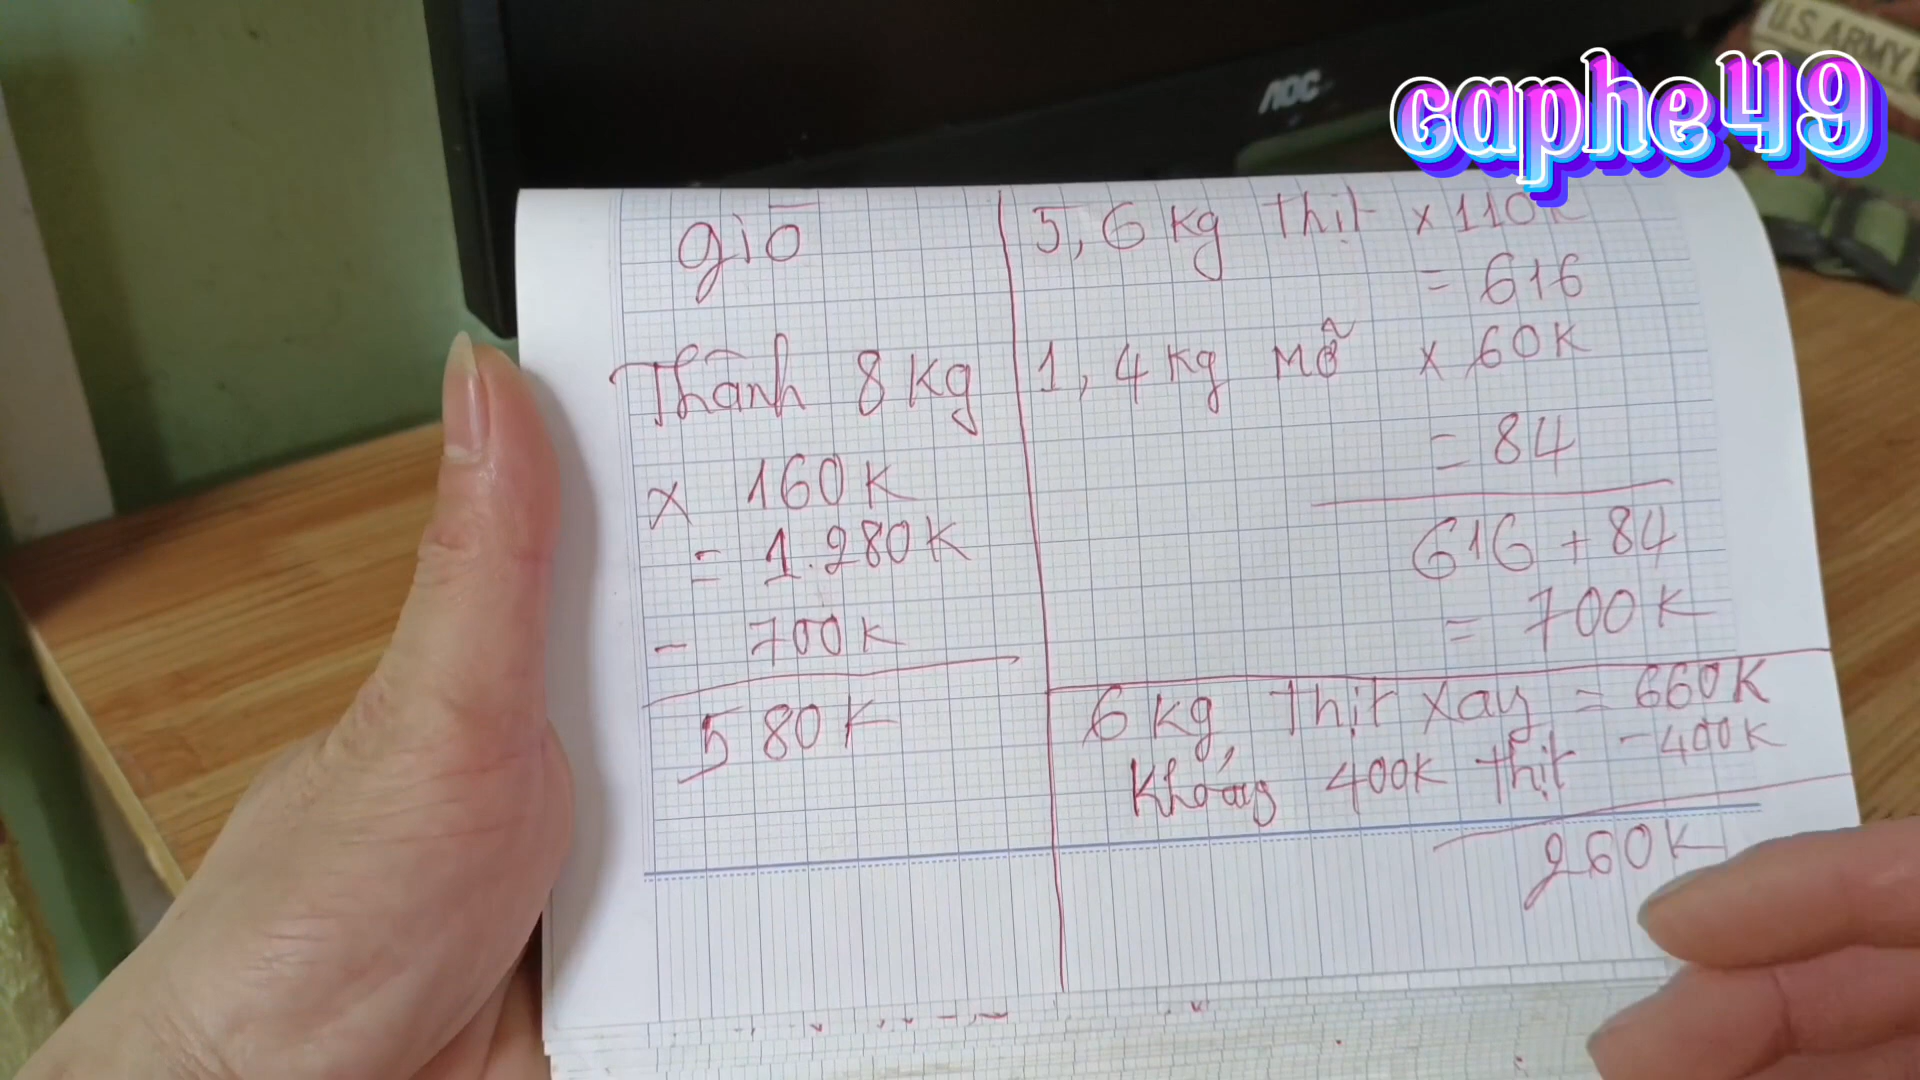 U.S. ARMY
AOC
caphe49
giò
Thành 8 kg
x 160K
= 1.280K
- 700K
580K
5,6 kg Thịt x 110K
= 616
1,4 kg Mỡ x 60K
= 84
616 + 84
= 700K
6 kg Thịt xay = 660K
Khoảng 400K thịt - 400K
260K